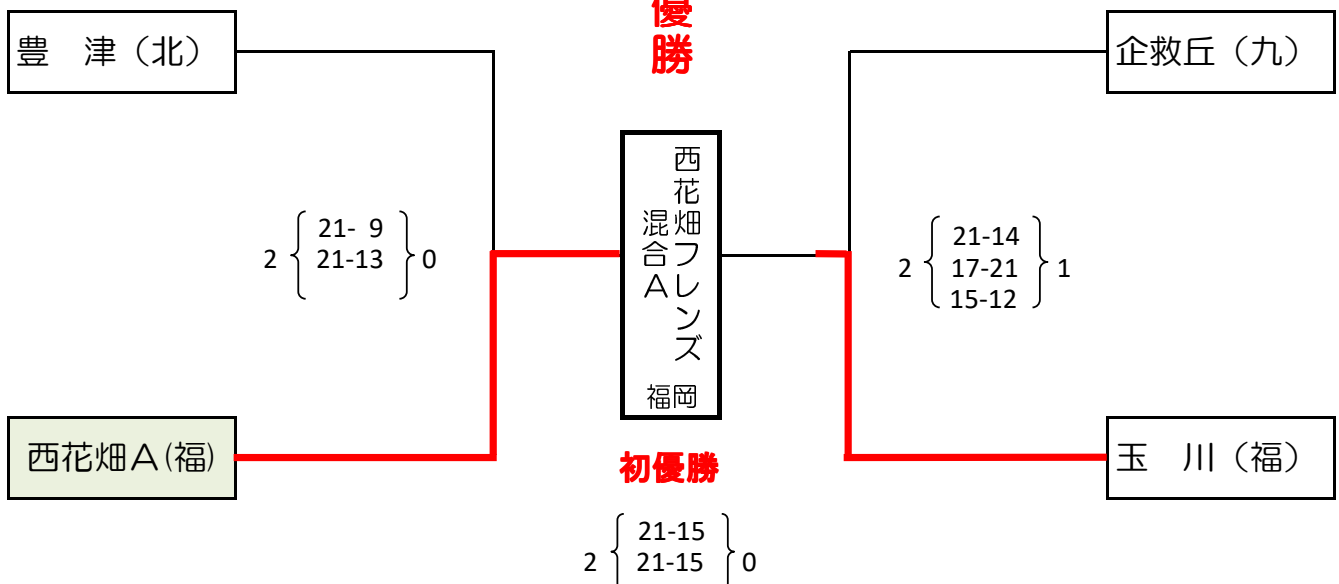 優勝
豊　津（北）
企救丘（九）
西花畑フレンズ
混合A
福岡
2 { 21- 9 } 0
21-13
2 { 21-14 } 1
17-21
15-12
西花畑A(福)
玉　川（福）
初優勝
2 { 21-15 } 0
21-15